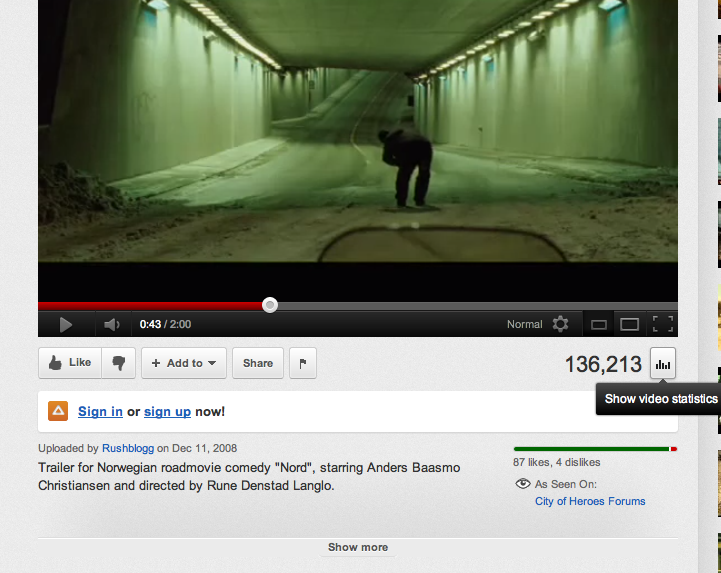 0:43 / 2:00
Normal
Like
+ Add to
Share
136,213
Show video statistics
Sign in or sign up now!
Uploaded by Rushblogg on Dec 11, 2008
Trailer for Norwegian roadmovie comedy "Nord", starring Anders Baasmo
Christiansen and directed by Rune Denstad Langlo.
87 likes, 4 dislikes
As Seen On:
City of Heroes Forums
Show more